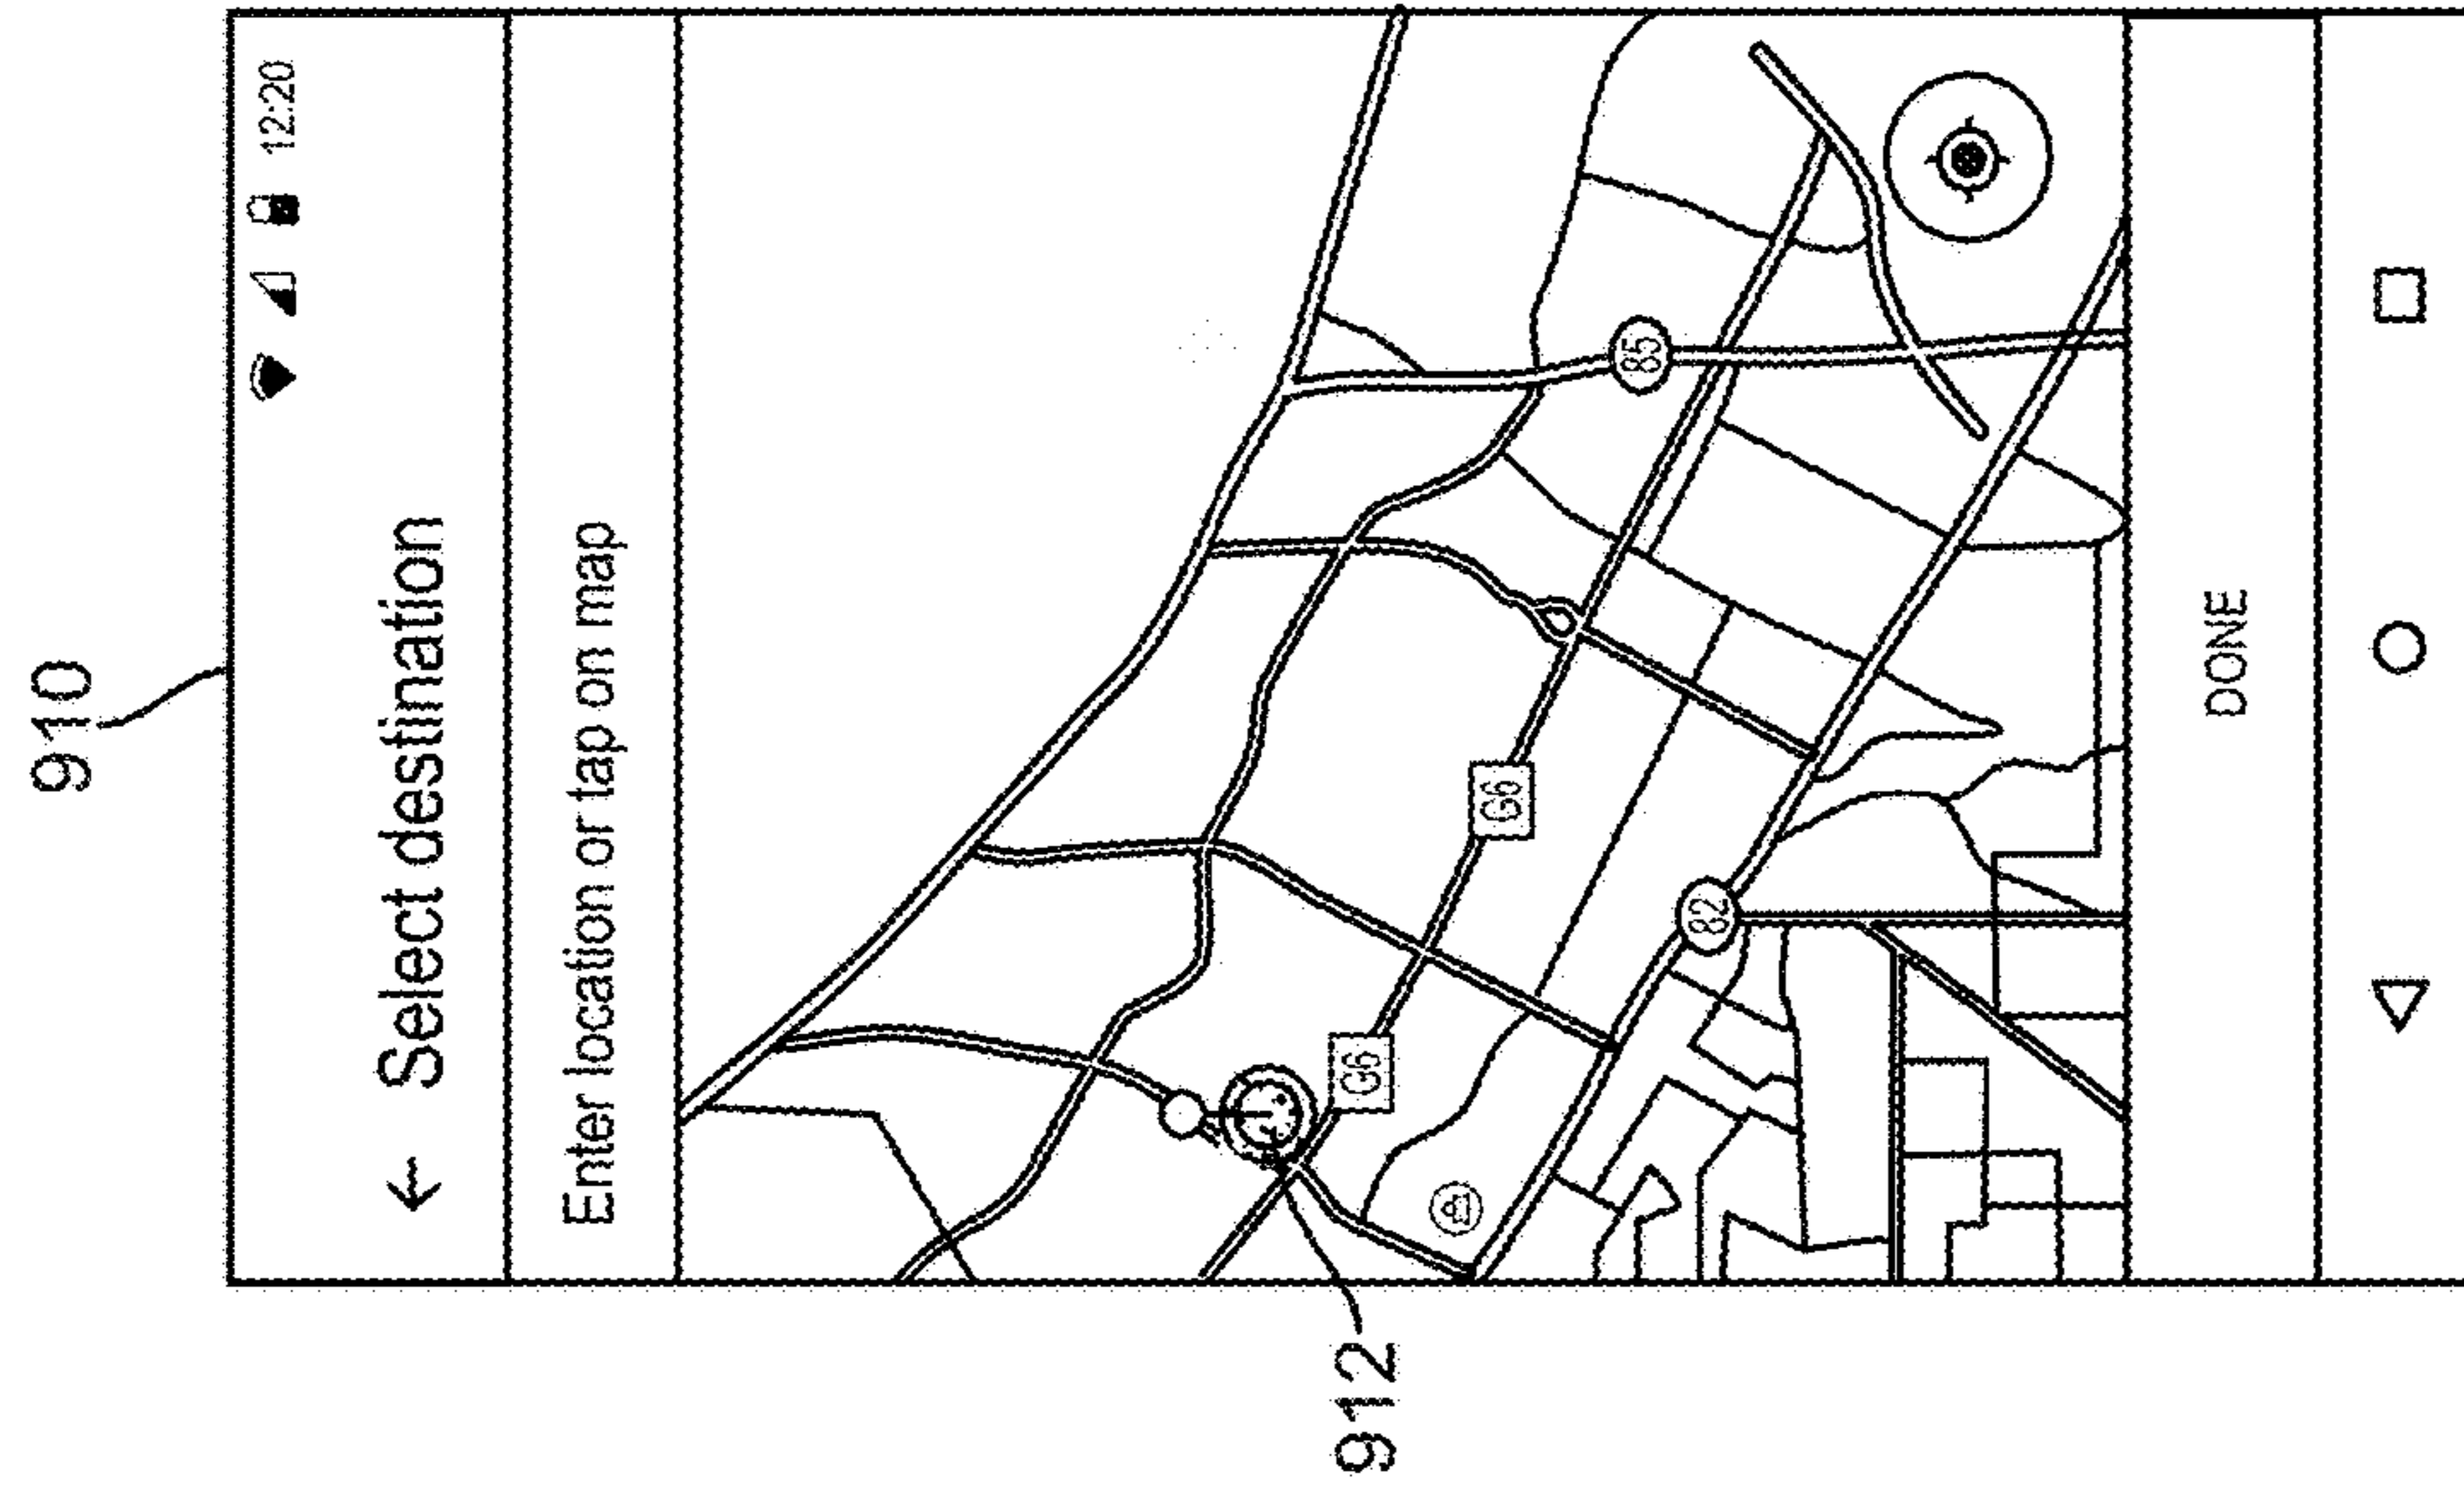 910
12:20
← Select destination
Enter location or tap on map
85
G6
82
G6
912
DONE